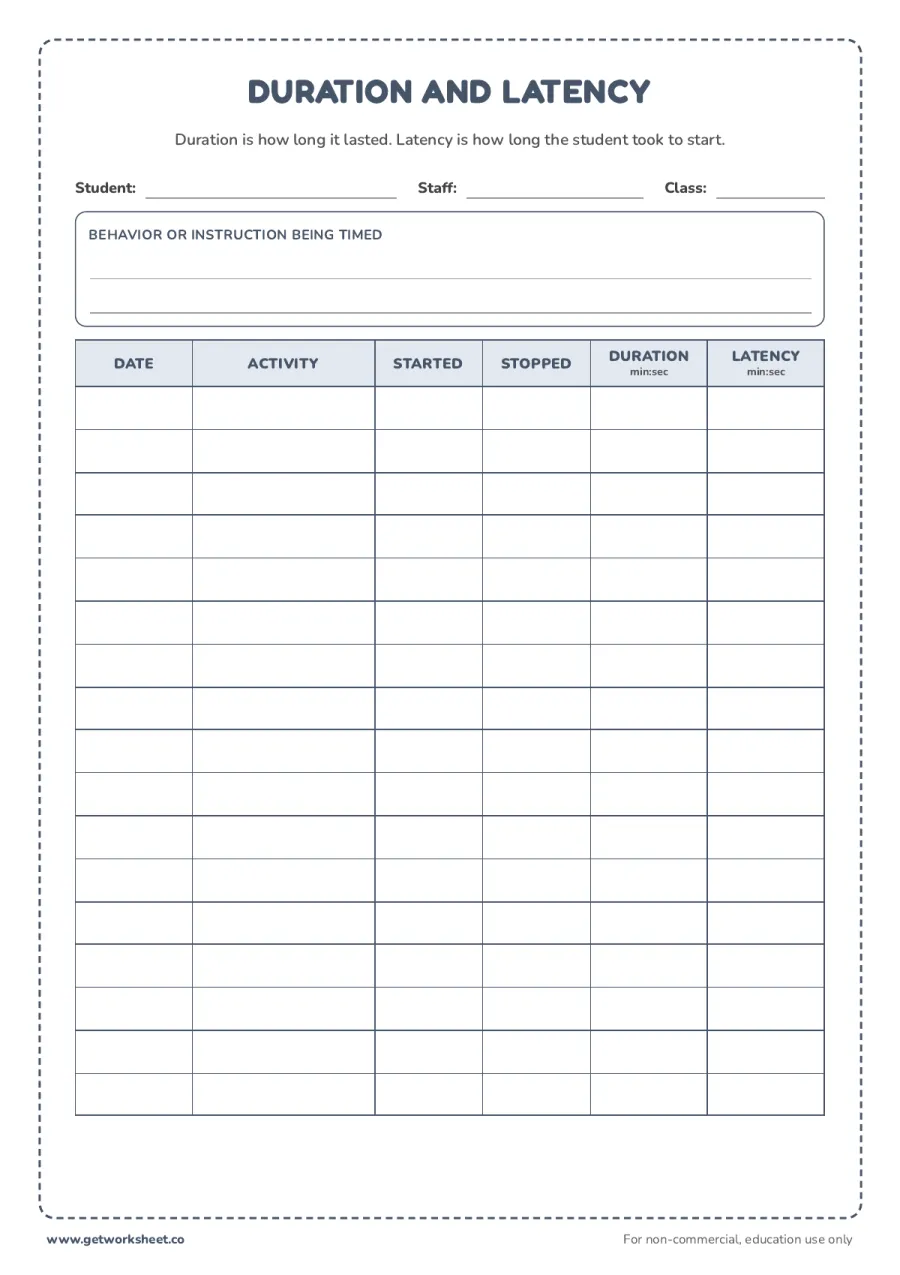 DURATION AND LATENCY
Duration is how long it lasted. Latency is how long the student took to start.
Student: Staff: Class:
BEHAVIOR OR INSTRUCTION BEING TIMED
DATE ACTIVITY STARTED STOPPED DURATION min:sec LATENCY min:sec
www.getworksheet.co For non-commercial, education use only